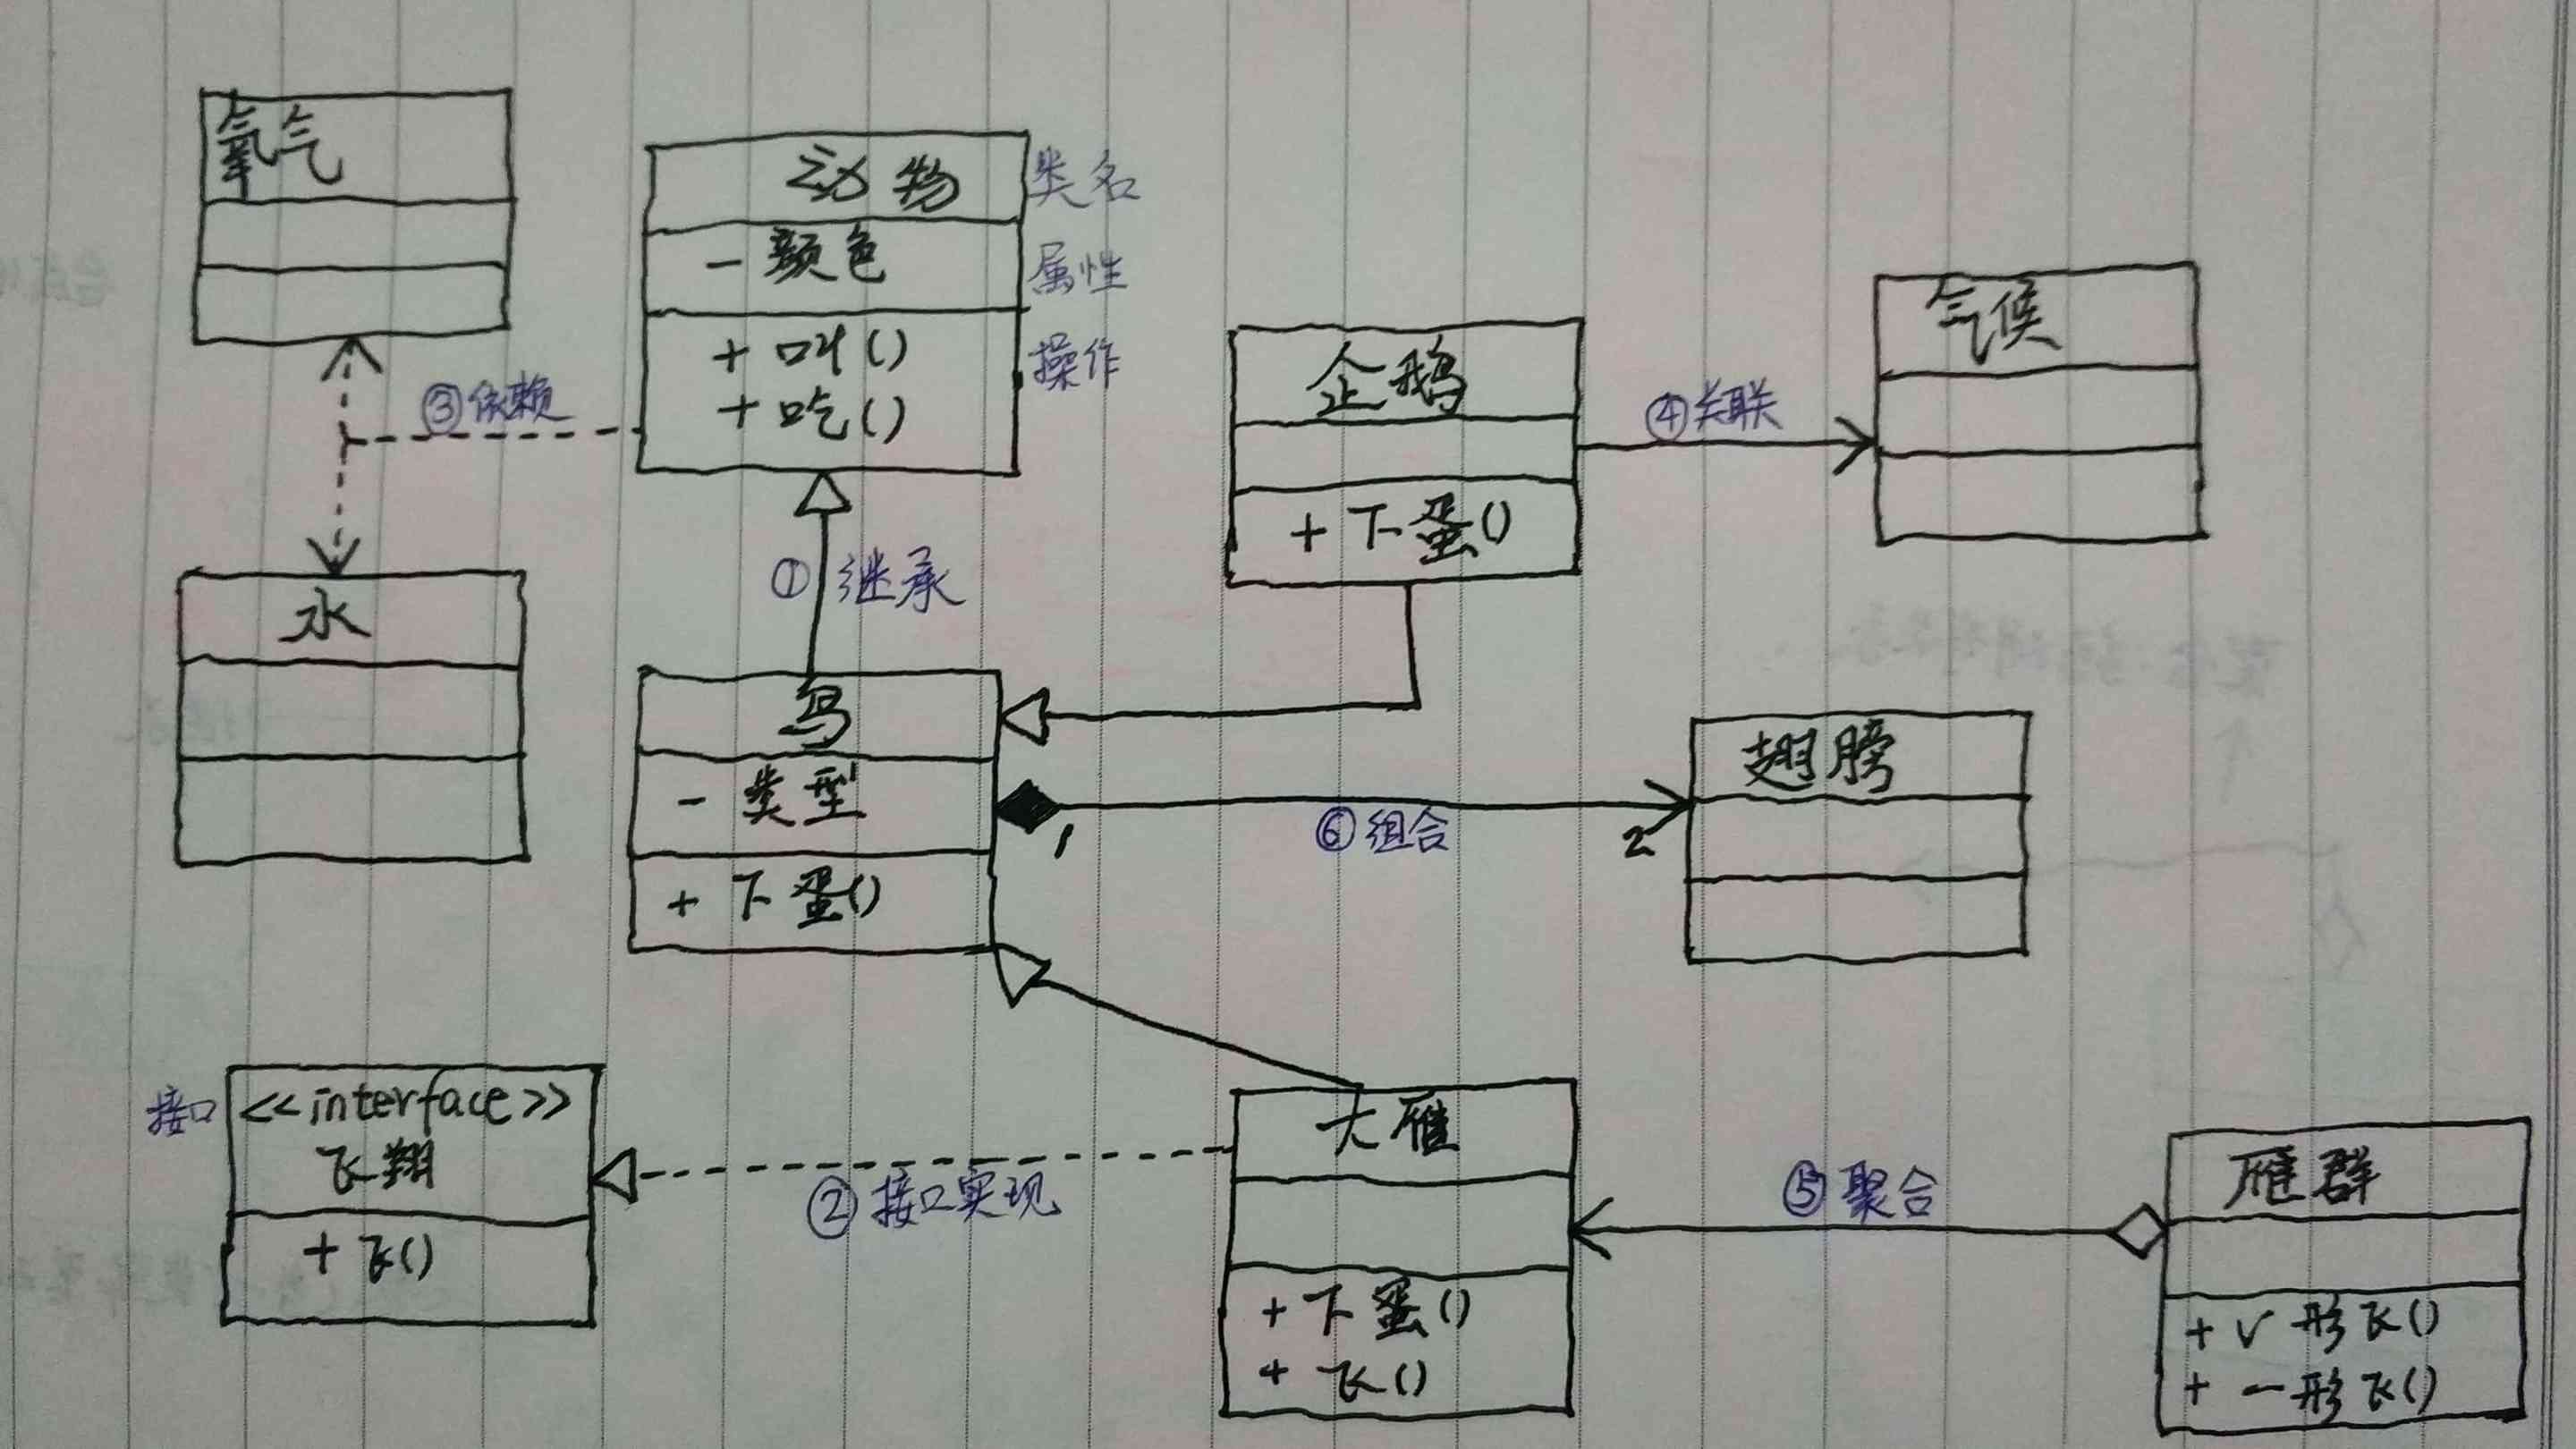 氧气
动物
类名
- 颜色
属性
+ 叫()
操作
+ 吃()
③依赖
企鹅
+ 下蛋()
④关联
气候
① 继承
水
鸟
- 类型
+ 下蛋()
1
⑥组合
2
翅膀
接口
<<interface>>
飞翔
+ 飞()
②接口实现
大雁
+ 下蛋()
+ 飞()
⑤聚合
雁群
+ V 形飞()
+ 一形飞()